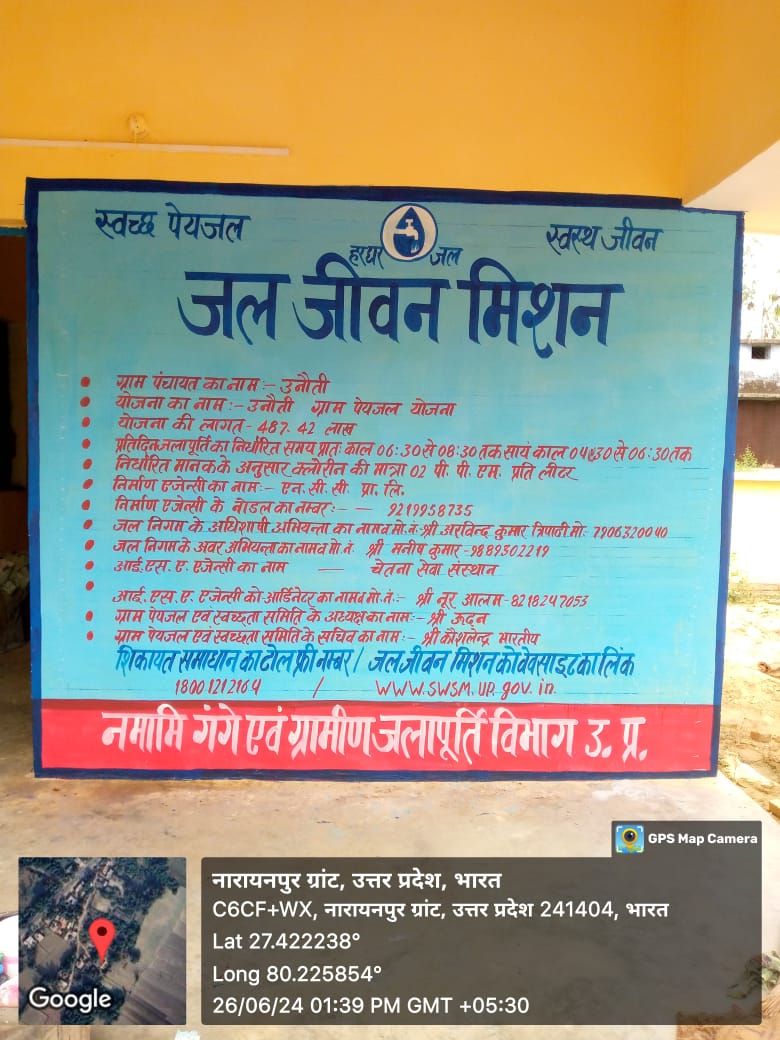 स्वच्छ पेयजल
स्वस्थ जीवन
हर घर जल
जल जीवन मिशन
ग्राम पंचायत का नाम :- उनौती
योजना का नाम :- उनौती ग्राम पेयजल योजना
योजना की लागत - 487.42 लाख
प्रतिदिन जलापूर्ति का निर्धारित समय प्रातः काल 06:30 से 08:30 तक सायं काल 04:30 से 06:30 तक
निर्धारित मानक के अनुसार क्लोरीन की मात्रा 02 पी. पी. एम. प्रति लीटर
निर्माण एजेन्सी का नाम :- एन. सी. सी. प्रा. लि.
निर्माण एजेन्सी के नोडल का नम्बर :- — 9219958735
जल निगम के अधिशाषी अभियन्ता का नाम व मो. नं- श्री अरविन्द कुमार त्रिपाठी मो: 7906320040
जल निगम के अवर अभियन्ता का नाम व मो. नं. श्री मनीष कुमार - 9889302219
आई. एस. ए. एजेन्सी का नाम — चेतना सेवा संस्थान
आई. एस. ए. एजेन्सी को आर्डिनेटर का नाम व मो. नं. :- श्री नूर आलम - 8218247053
ग्राम पेयजल एवं स्वच्छता समिति के अध्यक्ष का नाम :- श्री ऊदन
ग्राम पेयजल एवं स्वच्छता समिति के सचिव का नाम :- श्री कौशलेन्द्र भारतीय
शिकायत समाधान का टोल फ्री नम्बर / जल जीवन मिशन को वेवसाइट का लिंक
18001212164 / WWW.SWSM.UP.gov.in.
नमामि गंगे एवं ग्रामीण जलापूर्ति विभाग उ. प्र.
GPS Map Camera
नारायनपुर ग्रांट, उत्तर प्रदेश, भारत
C6CF+WX, नारायनपुर ग्रांट, उत्तर प्रदेश 241404, भारत
Lat 27.422238°
Long 80.225854°
26/06/24 01:39 PM GMT +05:30
Google